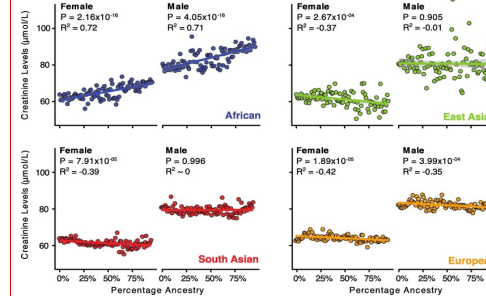 Female
P = 2.16x10⁻¹⁶
R² = 0.72
Male
P = 4.05x10⁻¹⁶
R² = 0.71
Female
P = 2.67x10⁻⁰⁴
R² = -0.37
Male
P = 0.905
R² = -0.01
Creatinine Levels (μmol/L)
100
80
60
African
East Asia
Female
P = 7.91x10⁻⁰⁵
R² = -0.39
Male
P = 0.996
R² ~ 0
Female
P = 1.89x10⁻⁰⁵
R² = -0.42
Male
P = 3.99x10⁻⁰⁴
R² = -0.35
Creatinine Levels (μmol/L)
100
80
60
South Asian
Europea
0% 25% 50% 75% 0% 25% 50% 75% 0% 25% 50% 75% 0% 25% 50% 75%
Percentage Ancestry Percentage Ancestry